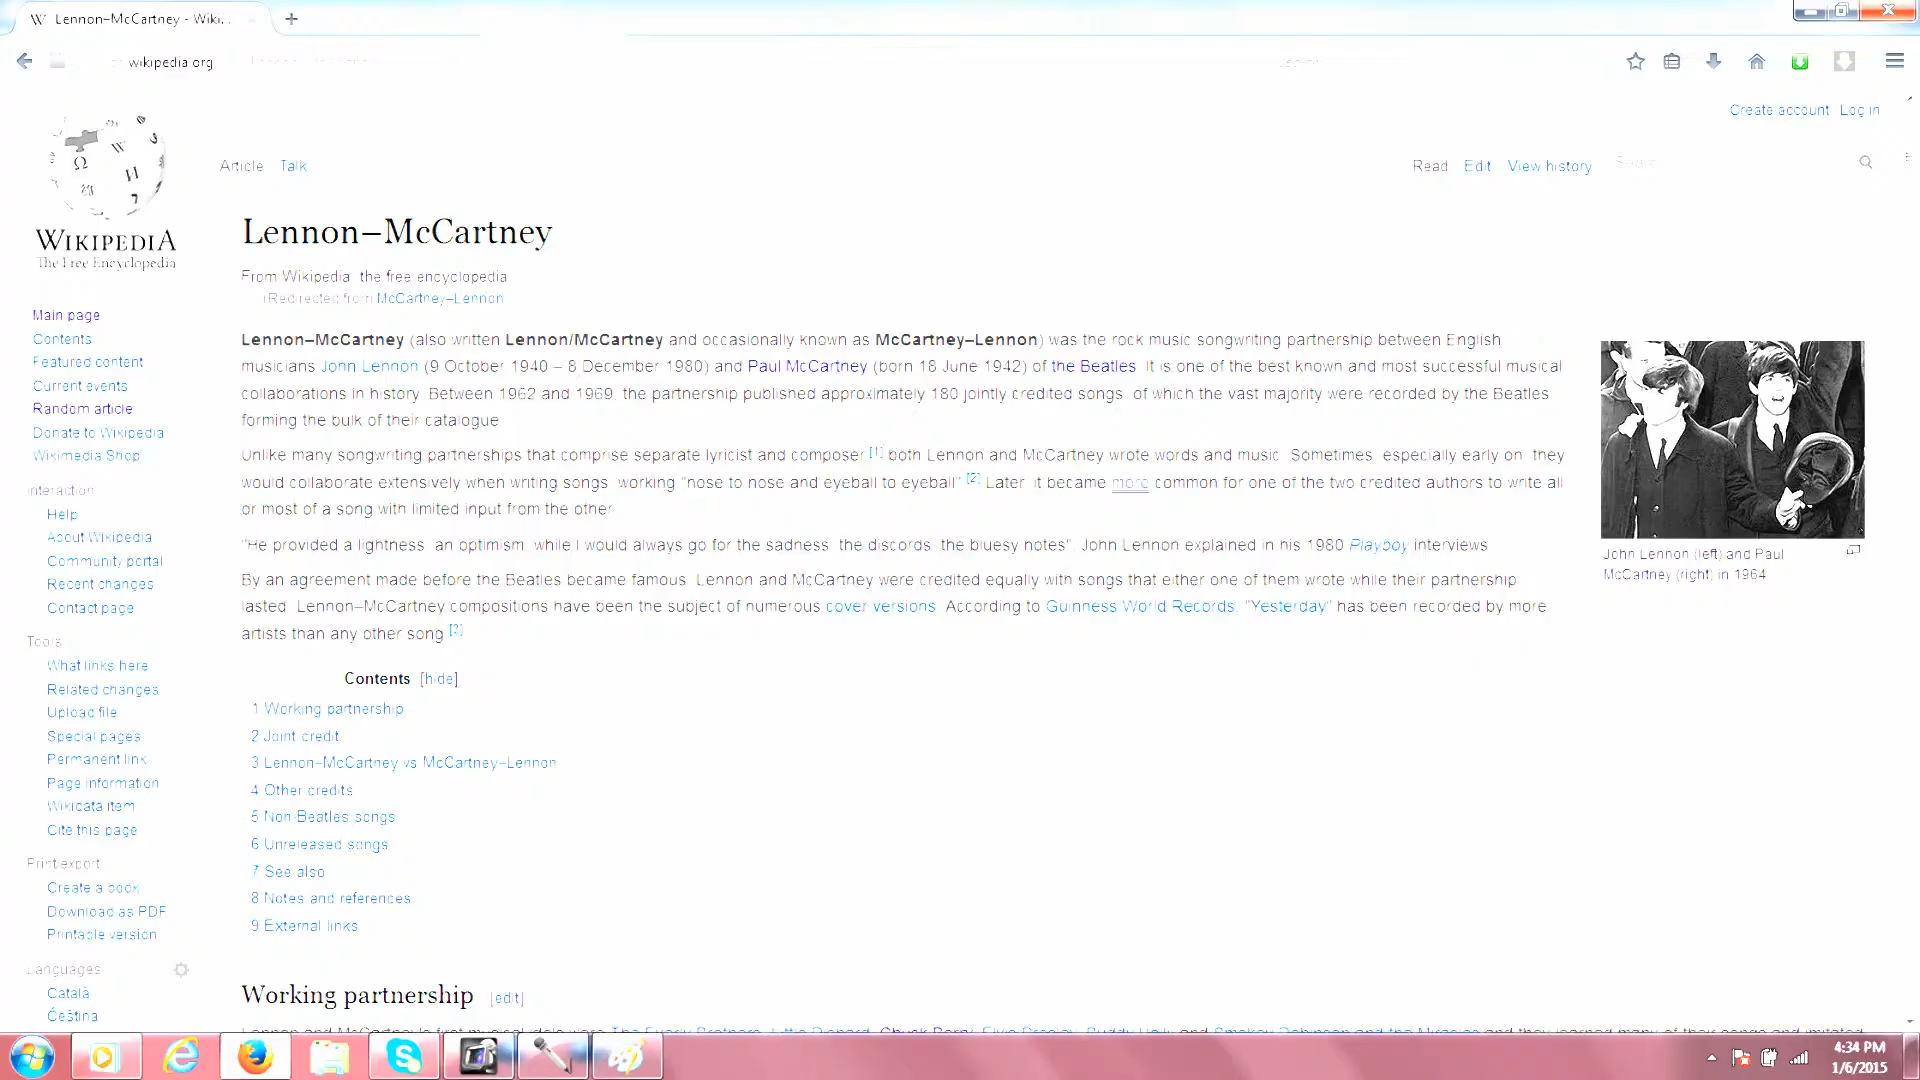 Lennon–McCartney - Wiki...
wikipedia.org
Create account Log in
Article Talk
Read Edit View history
WIKIPEDIA
The Free Encyclopedia
Lennon–McCartney
From Wikipedia the free encyclopedia
(Redirected from McCartney–Lennon
Main page
Contents
Featured content
Current events
Random article
Donate to Wikipedia
Wikimedia Shop
Interaction
Help
About Wikipedia
Community portal
Recent changes
Contact page
Tools
What links here
Related changes
Upload file
Special pages
Permanent link
Page information
Wikidata item
Cite this page
Print/export
Create a book
Download as PDF
Printable version
Languages
Català
Čeština
Lennon–McCartney (also written Lennon/McCartney and occasionally known as McCartney–Lennon) was the rock music songwriting partnership between English
musicians John Lennon (9 October 1940 – 8 December 1980) and Paul McCartney (born 18 June 1942) of the Beatles It is one of the best known and most successful musical
collaborations in history Between 1962 and 1969 the partnership published approximately 180 jointly credited songs of which the vast majority were recorded by the Beatles
forming the bulk of their catalogue
Unlike many songwriting partnerships that comprise separate lyricist and composer [1] both Lennon and McCartney wrote words and music Sometimes especially early on they
would collaborate extensively when writing songs working "nose to nose and eyeball to eyeball" [2] Later it became more common for one of the two credited authors to write all
or most of a song with limited input from the other
"He provided a lightness an optimism while I would always go for the sadness the discords the bluesy notes". John Lennon explained in his 1980 Playboy interviews
By an agreement made before the Beatles became famous Lennon and McCartney were credited equally with songs that either one of them wrote while their partnership
lasted Lennon–McCartney compositions have been the subject of numerous cover versions According to Guinness World Records "Yesterday" has been recorded by more
artists than any other song
John Lennon (left) and Paul
McCartney (right) in 1964
Contents [hide]
1 Working partnership
2 Joint credit
3 Lennon–McCartney vs McCartney–Lennon
4 Other credits
5 Non-Beatles songs
6 Unreleased songs
7 See also
8 Notes and references
9 External links
Working partnership [edit]
4:34 PM
1/6/2015